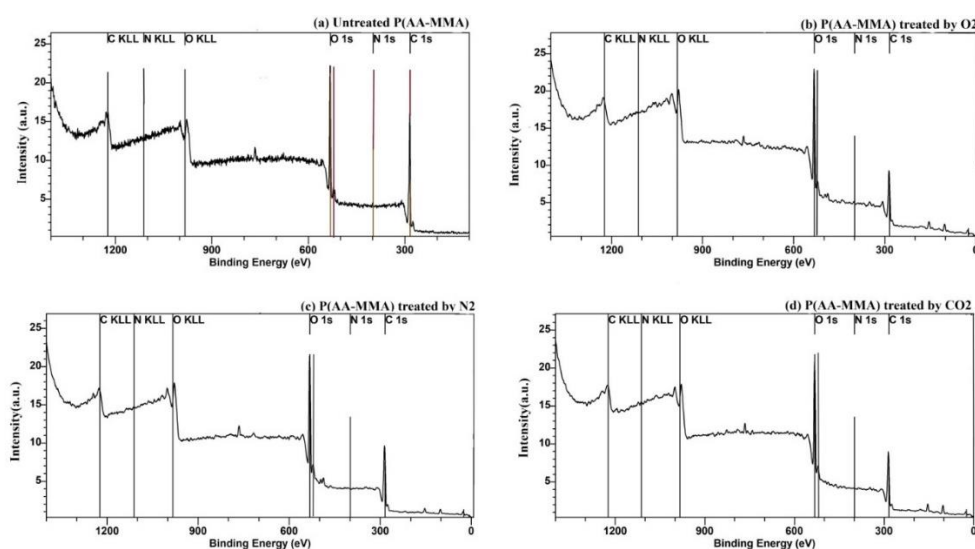 (a) Untreated P(AA-MMA)
C KLL N KLL O KLL O 1s N 1s C 1s
25
20
15
10
5
Intensity (a.u.)
1200 900 600 300
Binding Energy (eV)
(b) P(AA-MMA) treated by O2
C KLL N KLL O KLL O 1s N 1s C 1s
25
20
15
10
5
Intensity (a.u.)
1200 900 600 300 0
Binding Energy (eV)
(c) P(AA-MMA) treated by N2
C KLL N KLL O KLL O 1s N 1s C 1s
25
20
15
10
5
Intensity(a.u.)
1200 900 600 300 0
Binding Energy (eV)
(d) P(AA-MMA) treated by CO2
C KLL N KLL O KLL O 1s N 1s C 1s
25
20
15
10
5
Intensity(a.u.)
1200 900 600 300 0
Binding Energy (eV)